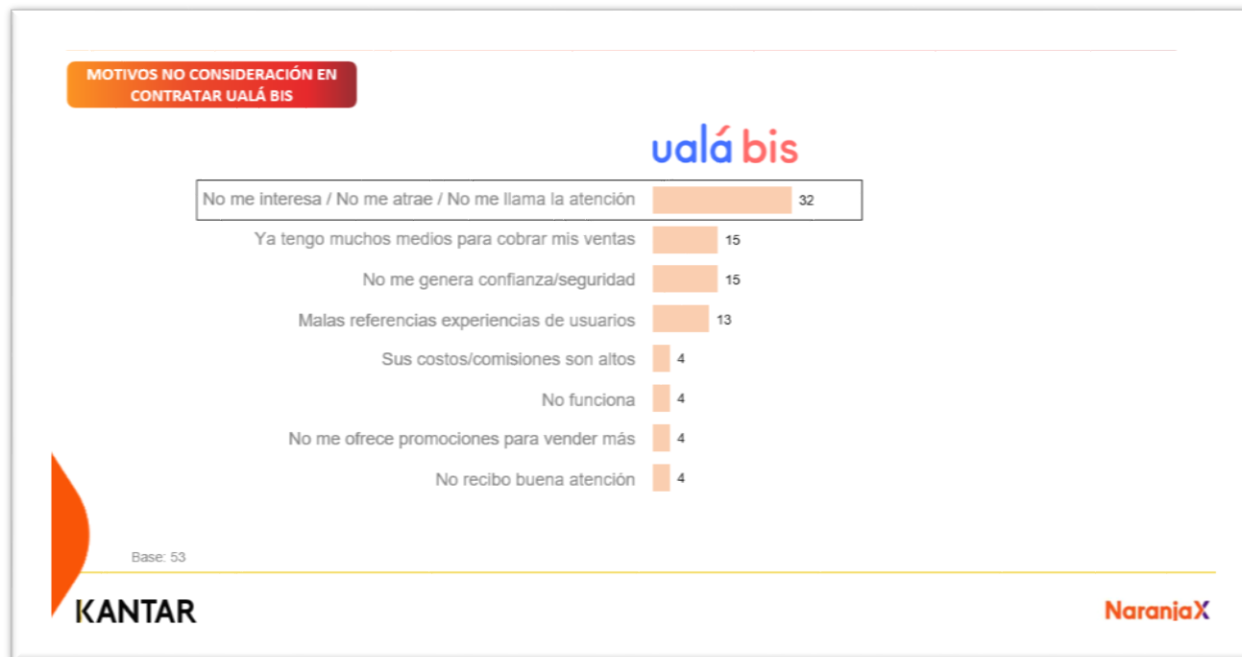 MOTIVOS NO CONSIDERACIÓN EN
CONTRATAR UALÁ BIS
ualá bis
No me interesa / No me atrae / No me llama la atención 32
Ya tengo muchos medios para cobrar mis ventas 15
No me genera confianza/seguridad 15
Malas referencias experiencias de usuarios 13
Sus costos/comisiones son altos 4
No funciona 4
No me ofrece promociones para vender más 4
No recibo buena atención 4
Base: 53
KANTAR
NaranjaX